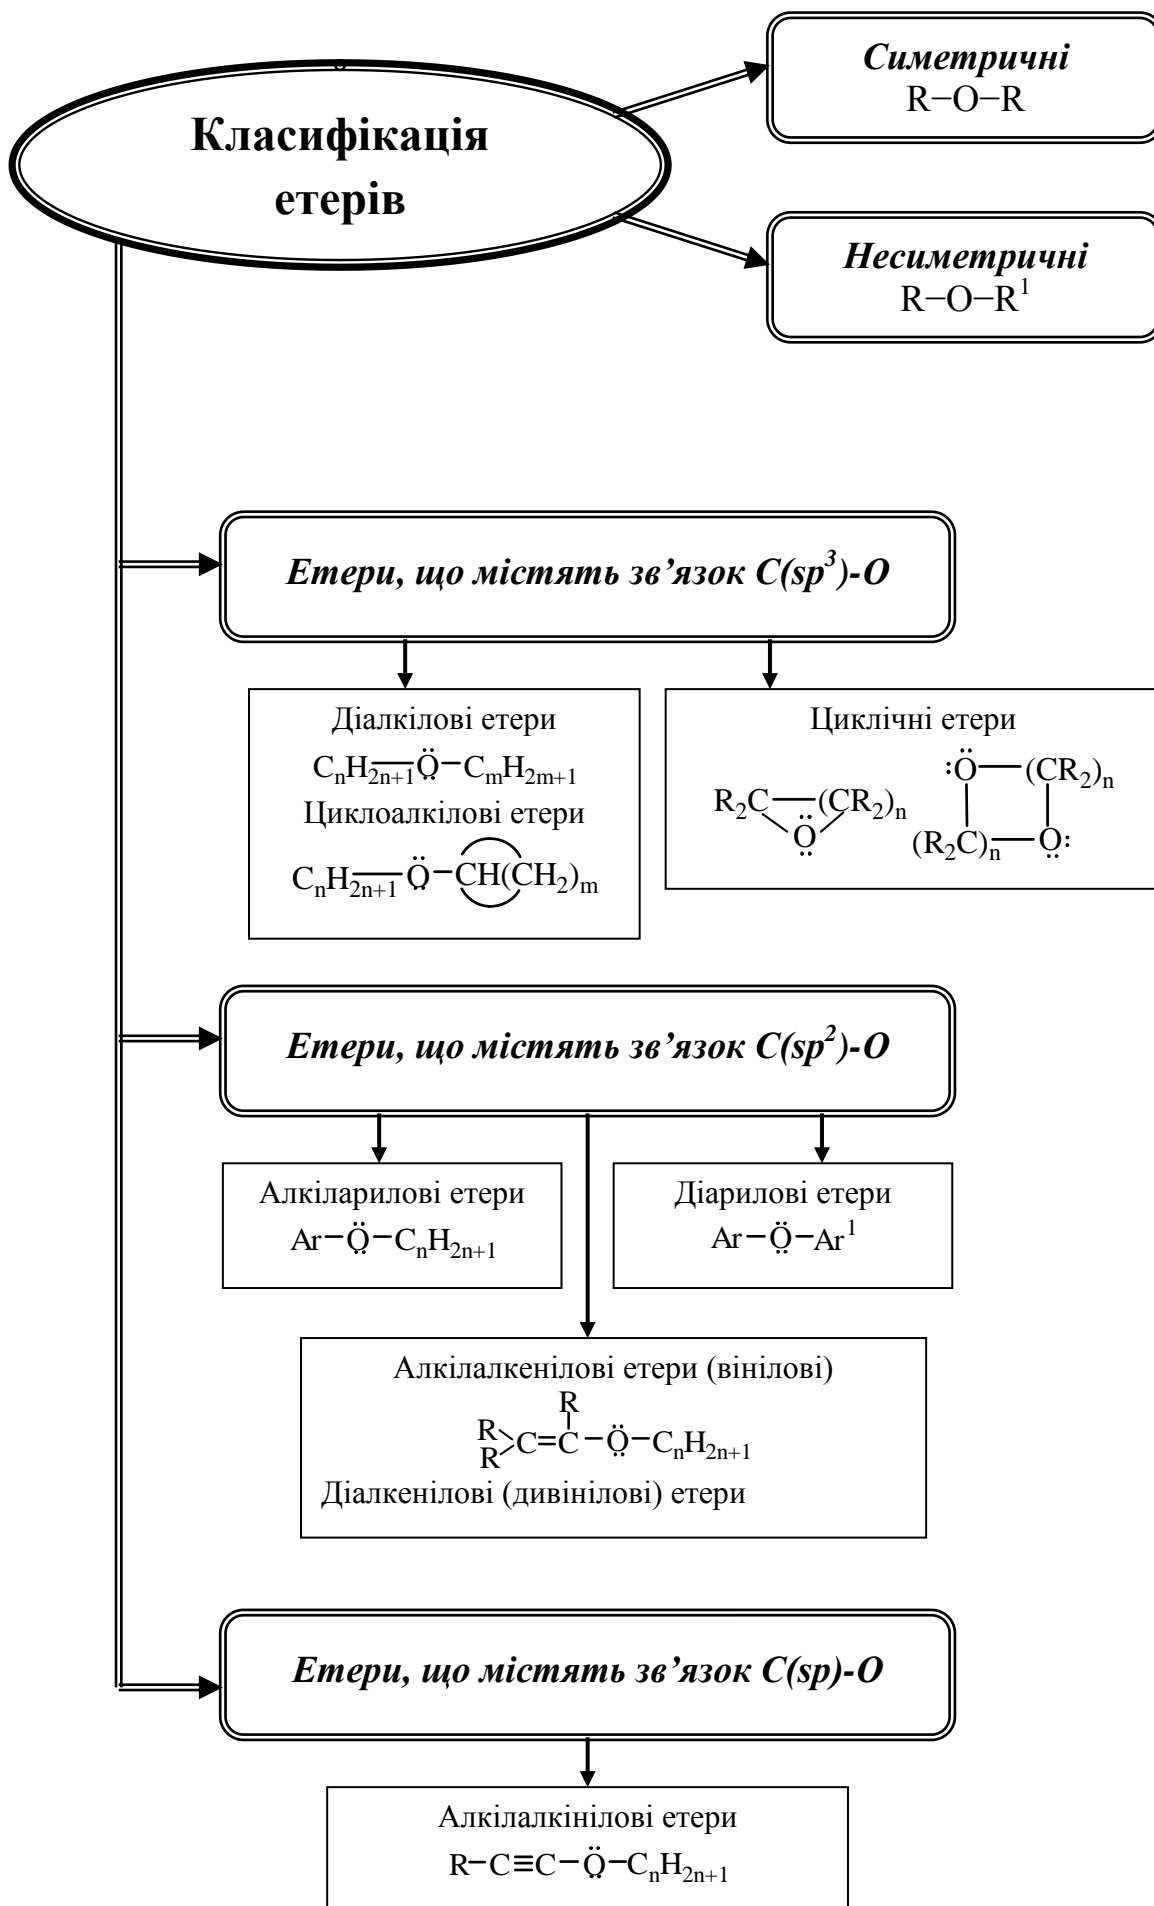 Класифікація
етерів
Симетричні
R–O–R
Несиметричні
R–O–R¹
Етери, що містять зв’язок C(sp³)-O
Діалкілові етери
CₙH₂ₙ₊₁—Ö—CₘH₂ₘ₊₁
Циклоалкілові етери
CₙH₂ₙ₊₁—Ö—CH(CH₂)ₘ
Циклічні етери
R₂C—(CR₂)ₙ
O
:O—(CR₂)ₙ
(R₂C)ₙ—O:
Етери, що містять зв’язок C(sp²)-O
Алкіларилові етери
Ar—Ö—CₙH₂ₙ₊₁
Діарилові етери
Ar—Ö—Ar¹
Алкілалкенілові етери (вінілові)
R
R
R
C=C—Ö—CₙH₂ₙ₊₁
Діалкенілові (дивінілові) етери
Етери, що містять зв’язок C(sp)-O
Алкілалкінілові етери
R—C≡C—Ö—CₙH₂ₙ₊₁